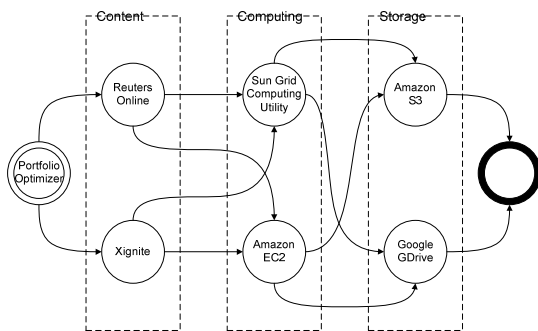 Content
Computing
Storage
Reuters
Online
Sun Grid
Computing
Utility
Amazon
S3
Portfolio
Optimizer
Xignite
Amazon
EC2
Google
GDrive